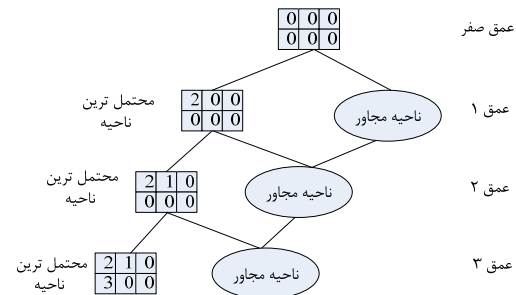 0 0 0
0 0 0
عمق صفر
محتمل ترین
ناحیه
2 0 0
0 0 0
ناحیه مجاور
عمق ۱
محتمل ترین
ناحیه
2 1 0
0 0 0
ناحیه مجاور
عمق ۲
محتمل ترین
ناحیه
2 1 0
3 0 0
ناحیه مجاور
عمق ۳